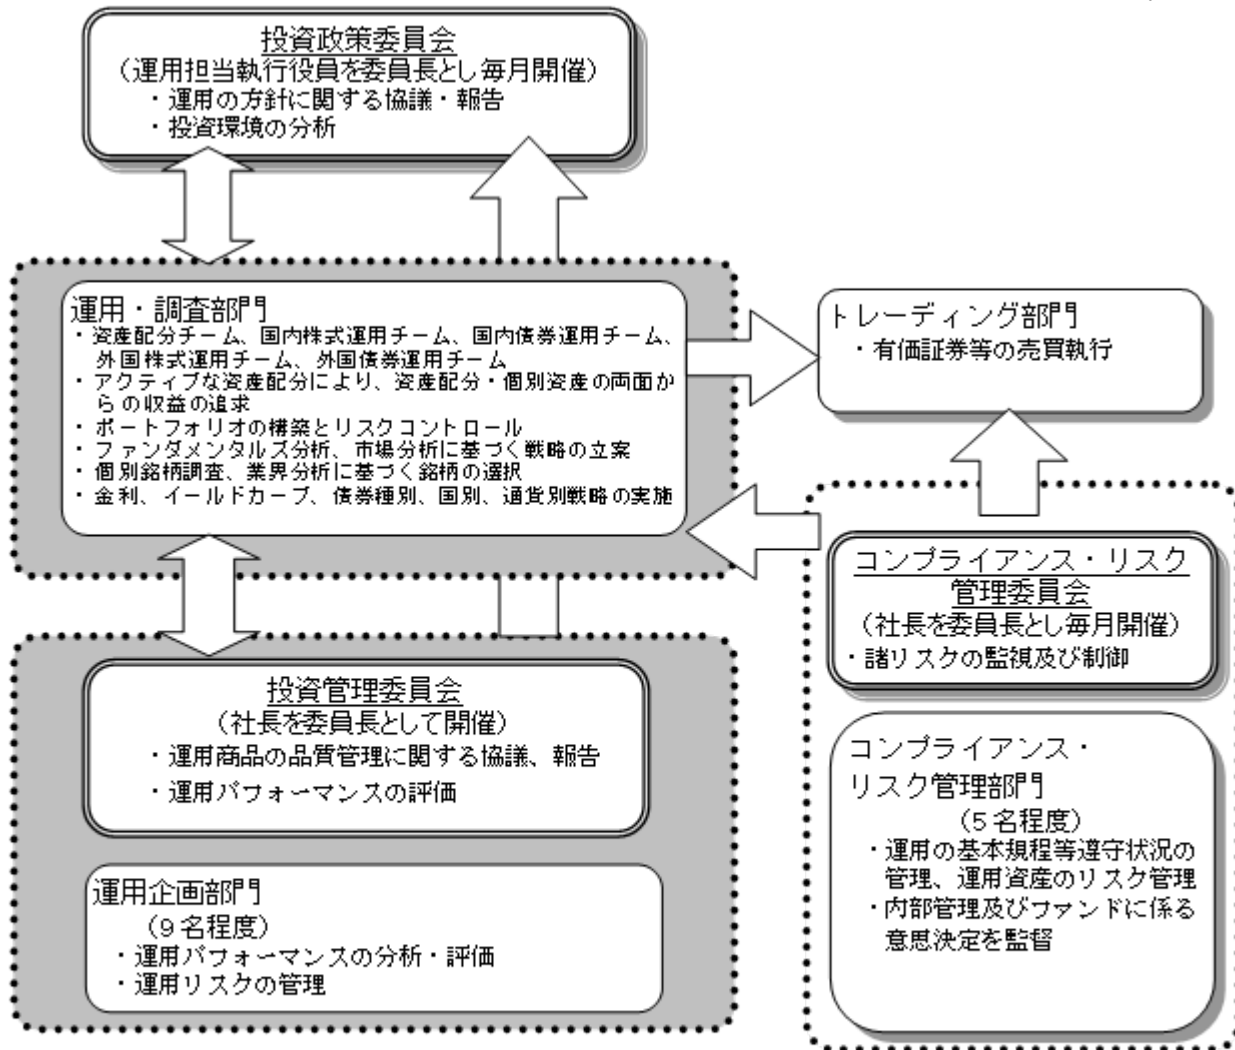 投資政策委員会
(運用担当執行役員を委員長とし毎月開催)
・運用の方針に関する協議・報告
・投資環境の分析
運用・調査部門
・資産配分チーム、国内株式運用チーム、国内債券運用チーム、
外国株式運用チーム、外国債券運用チーム
・アクティブな資産配分により、資産配分・個別資産の両面か
らの収益の追求
・ポートフォリオの構築とリスクコントロール
・ファンダメンタルズ分析、市場分析に基づく戦略の立案
・個別銘柄調査、業界分析に基づく銘柄の選択
・金利、イールドカーブ、債券種別、国別、通貨別戦略の実施
トレーディング部門
・有価証券等の売買執行
投資管理委員会
(社長を委員長として開催)
・運用商品の品質管理に関する協議、報告
・運用パフォーマンスの評価
運用企画部門
(9名程度)
・運用パフォーマンスの分析・評価
・運用リスクの管理
コンプライアンス・リスク
管理委員会
(社長を委員長とし毎月開催)
・諸リスクの監視及び制御
コンプライアンス・
リスク管理部門
(5名程度)
・運用の基本規程等遵守状況の
管理、運用資産のリスク管理
・内部管理及びファンドに係る
意思決定を監督